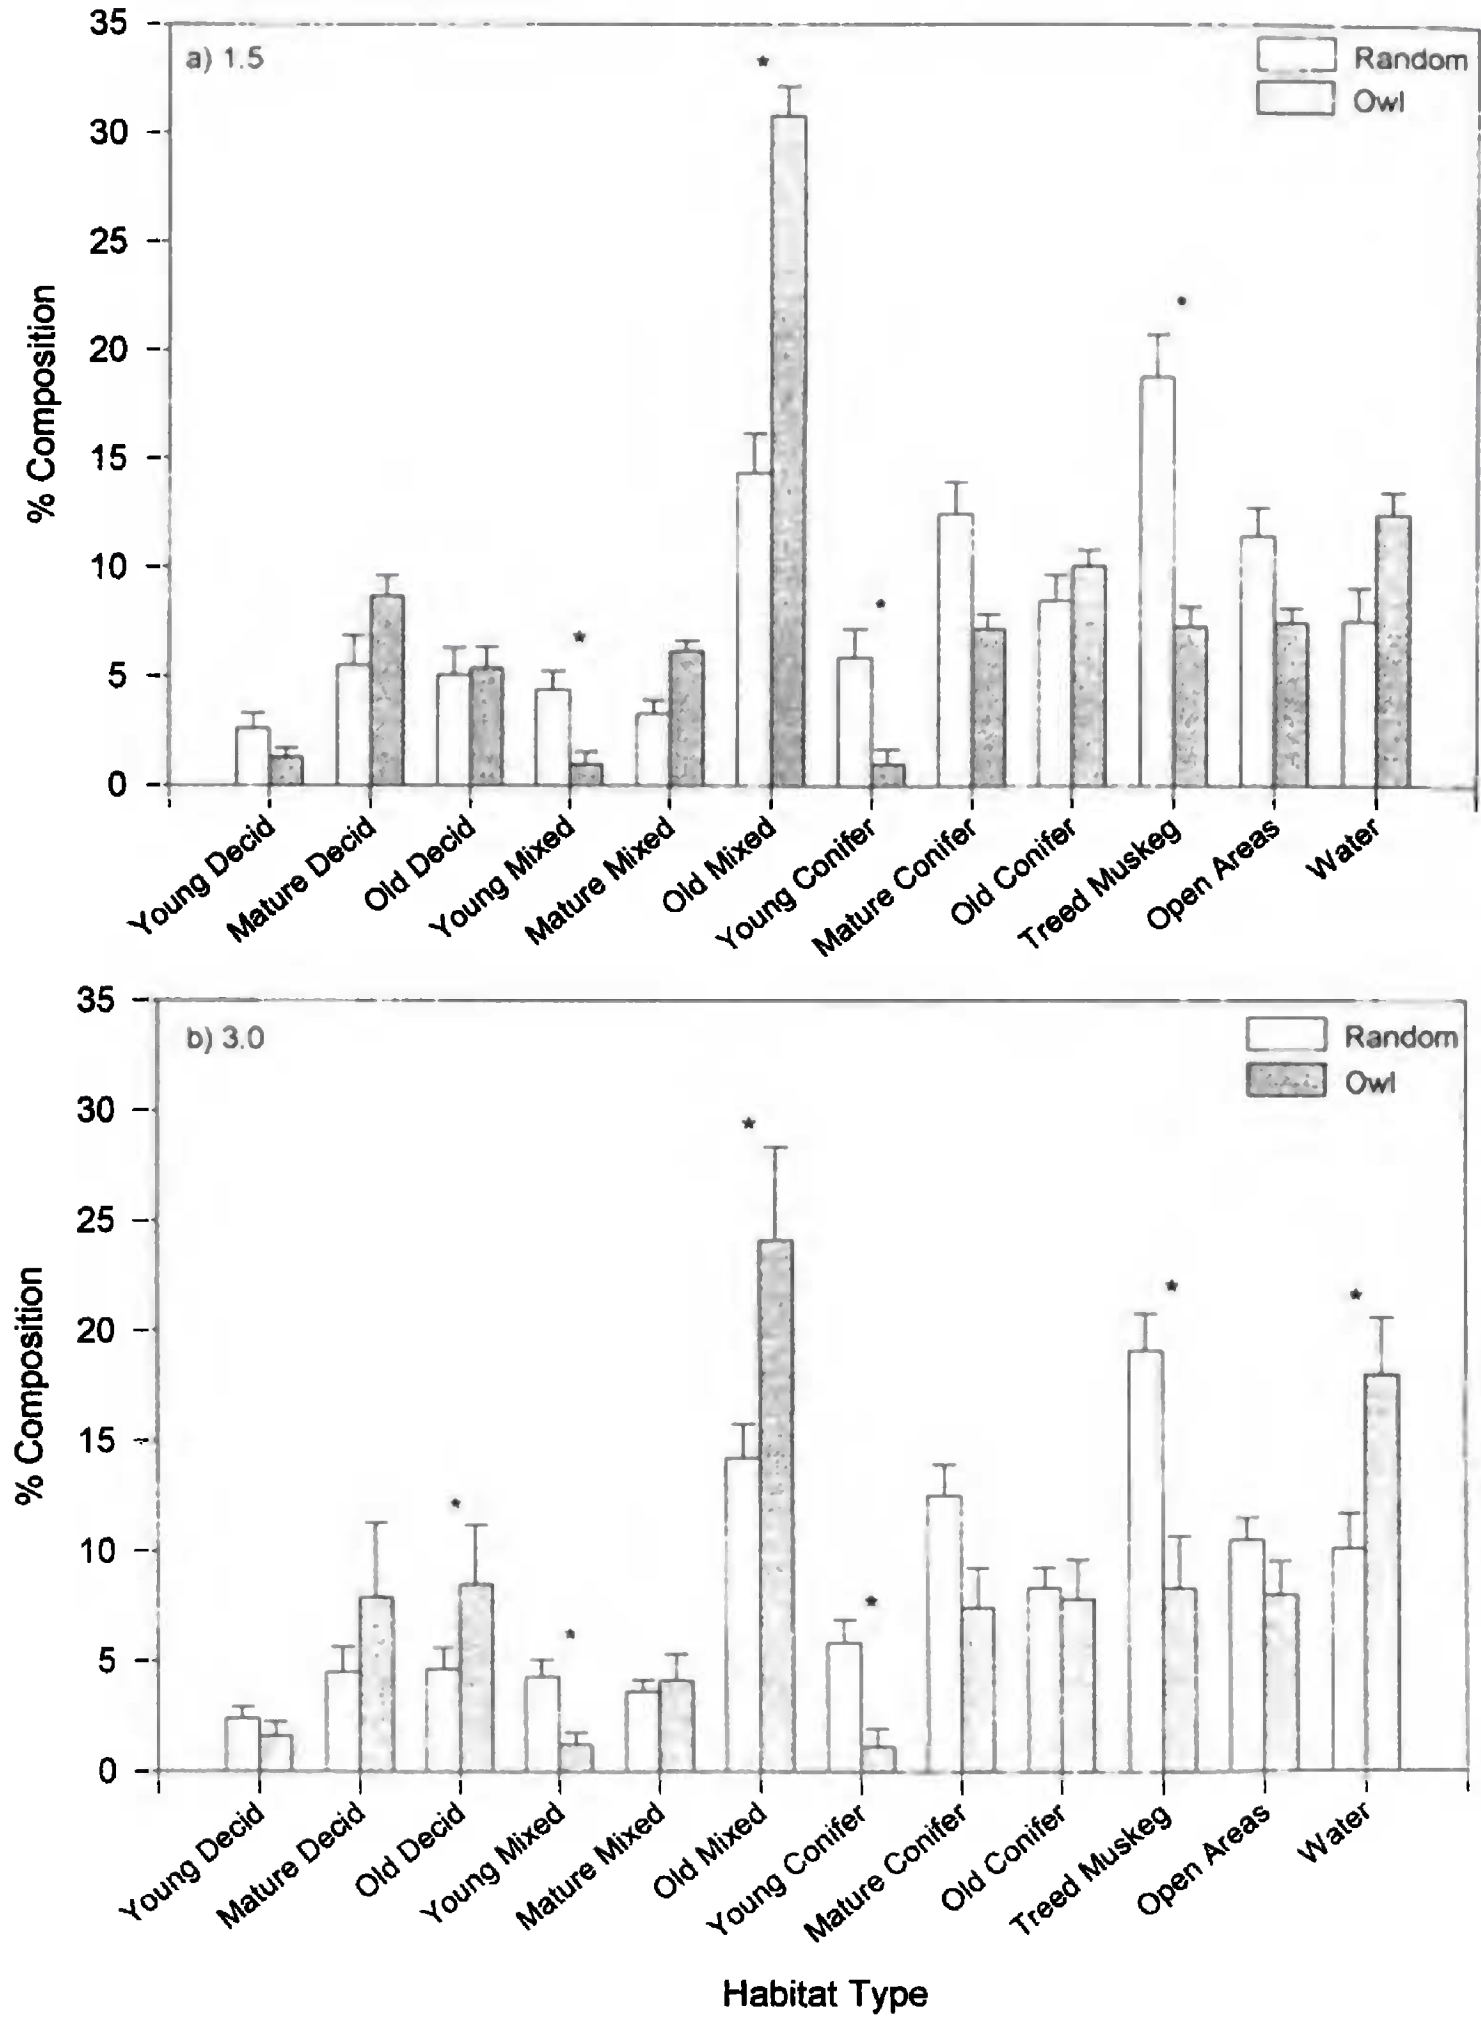 35
a) 1.5
Random
Owl
30
25
20
15
10
5
0
% Composition
*
*
*
*
Young Decid
Mature Decid
Old Decid
Young Mixed
Mature Mixed
Old Mixed
Young Conifer
Mature Conifer
Old Conifer
Treed Muskeg
Open Areas
Water
35
b) 3.0
Random
Owl
30
25
20
15
10
5
0
% Composition
*
*
*
*
*
*
Young Decid
Mature Decid
Old Decid
Young Mixed
Mature Mixed
Old Mixed
Young Conifer
Mature Conifer
Old Conifer
Treed Muskeg
Open Areas
Water
Habitat Type